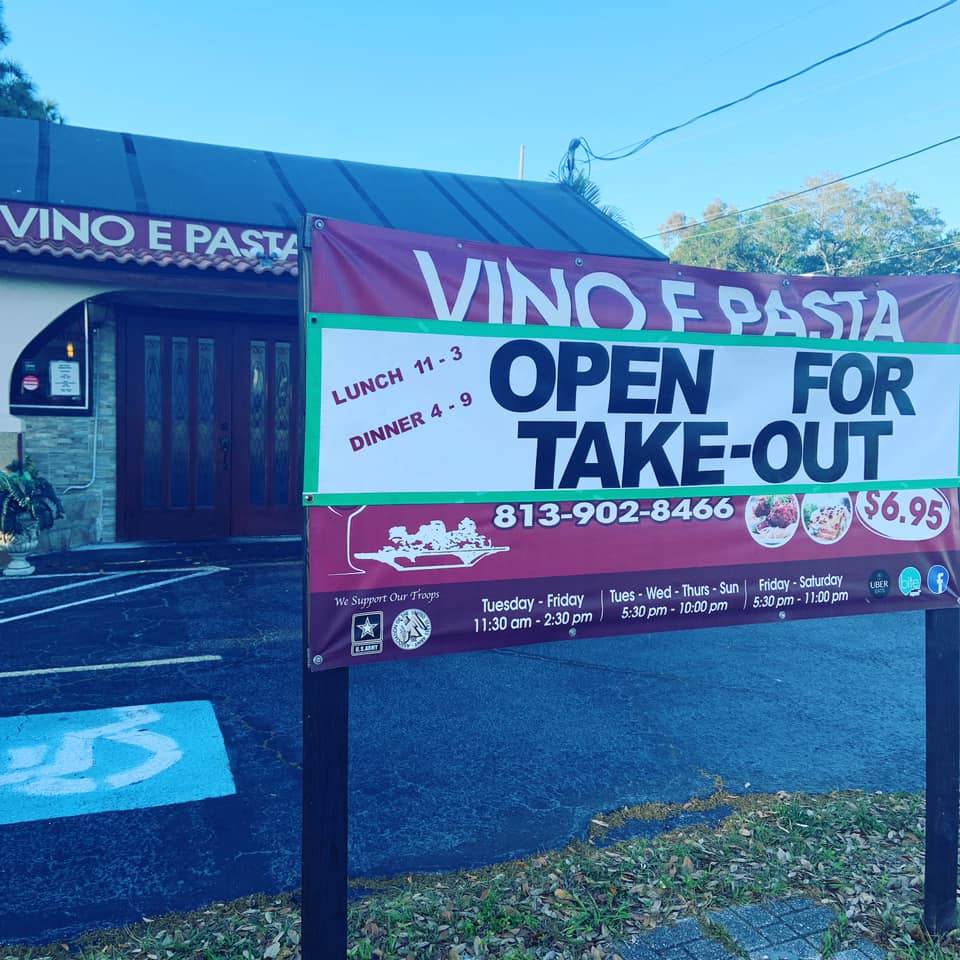 VINO E PASTA
VINO E PASTA
LUNCH 11 - 3
DINNER 4 - 9
OPEN FOR
TAKE-OUT
813-902-8466
$6.95
We Support Our Troops
U.S. ARMY
Tuesday - Friday
11:30 am - 2:30 pm
Tues - Wed - Thurs - Sun
5:30 pm - 10:00 pm
Friday - Saturday
5:30 pm - 11:00 pm
UBER
EATS
bite
f